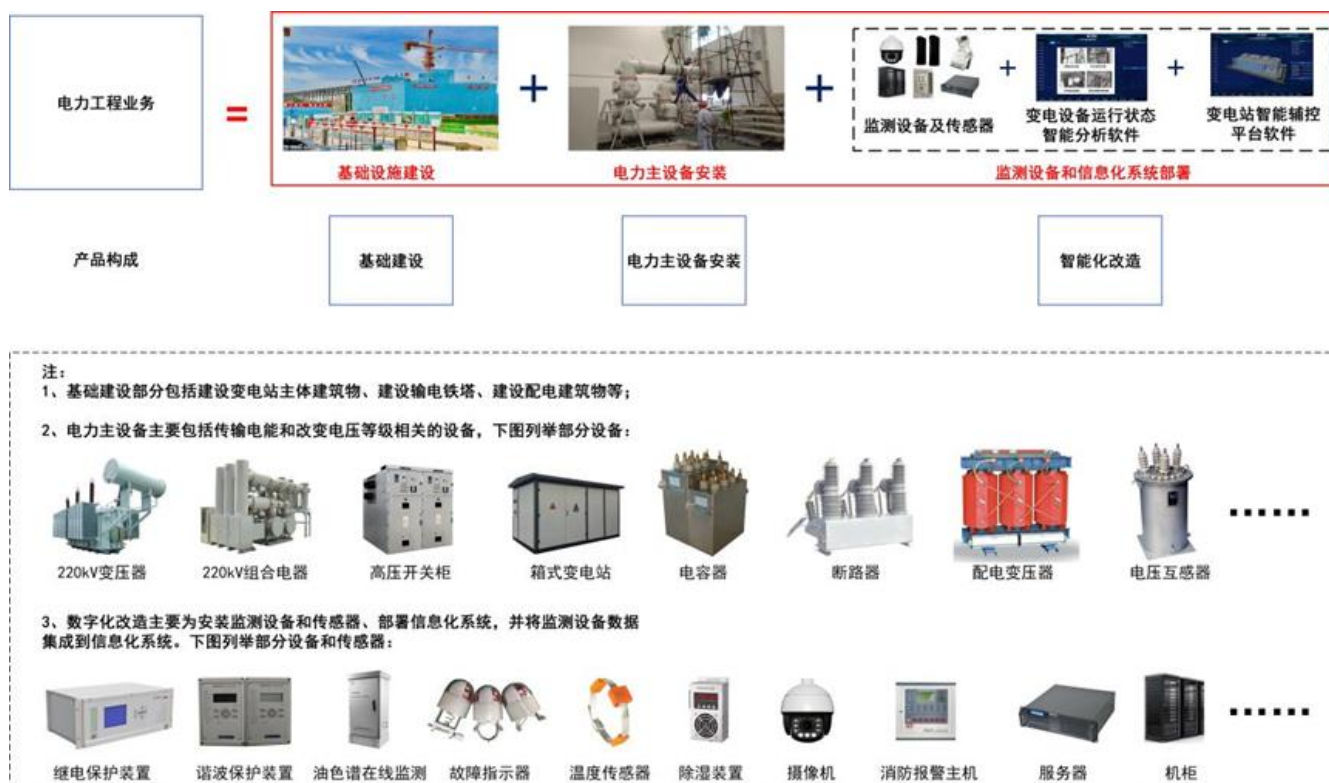 电力工程业务
=
+
+
+
+
监测设备及传感器
变电设备运行状态
智能分析软件
变电站智能辅控
平台软件
基础设施建设
电力主设备安装
监测设备和信息化系统部署
产品构成
基础建设
电力主设备安装
智能化改造
注：
1、基础建设部分包括建设变电站主体建筑物、建设输电铁塔、建设配电建筑物等；
2、电力主设备主要包括传输电能和改变电压等级相关的设备，下图列举部分设备：
220kV变压器
220kV组合电器
高压开关柜
箱式变电站
电容器
断路器
配电变压器
电压互感器
······
3、数字化改造主要为安装监测设备和传感器、部署信息化系统，并将监测设备数据
集成到信息化系统。下图列举部分设备和传感器：
继电保护装置
谐波保护装置
油色谱在线监测
故障指示器
温度传感器
除湿装置
摄像机
消防报警主机
服务器
机柜
······